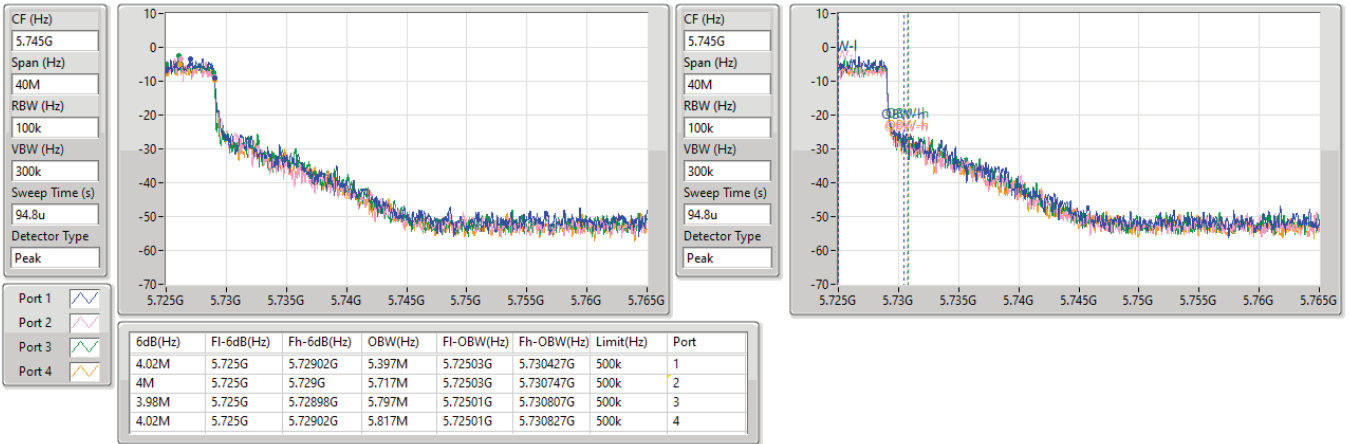 CF (Hz)
5.745G
Span (Hz)
40M
RBW (Hz)
100k
VBW (Hz)
300k
Sweep Time (s)
94.8u
Detector Type
Peak
10
0
-10
-20
-30
-40
-50
-60
-70
5.725G 5.73G 5.735G 5.74G 5.745G 5.75G 5.755G 5.76G 5.765G
CF (Hz)
5.745G
Span (Hz)
40M
RBW (Hz)
100k
VBW (Hz)
300k
Sweep Time (s)
94.8u
Detector Type
Peak
10
0
-10
-20
-30
-40
-50
-60
-70
W-l
OBW-h
OBW-h
5.725G 5.73G 5.735G 5.74G 5.745G 5.75G 5.755G 5.76G 5.765G
Port 1
Port 2
Port 3
Port 4
6dB(Hz) Fl-6dB(Hz) Fh-6dB(Hz) OBW(Hz) Fl-OBW(Hz) Fh-OBW(Hz) Limit(Hz) Port
4.02M 5.725G 5.72902G 5.397M 5.72503G 5.730427G 500k 1
4M 5.725G 5.729G 5.717M 5.72503G 5.730747G 500k 2
3.98M 5.725G 5.72898G 5.797M 5.72501G 5.730807G 500k 3
4.02M 5.725G 5.72902G 5.817M 5.72501G 5.730827G 500k 4